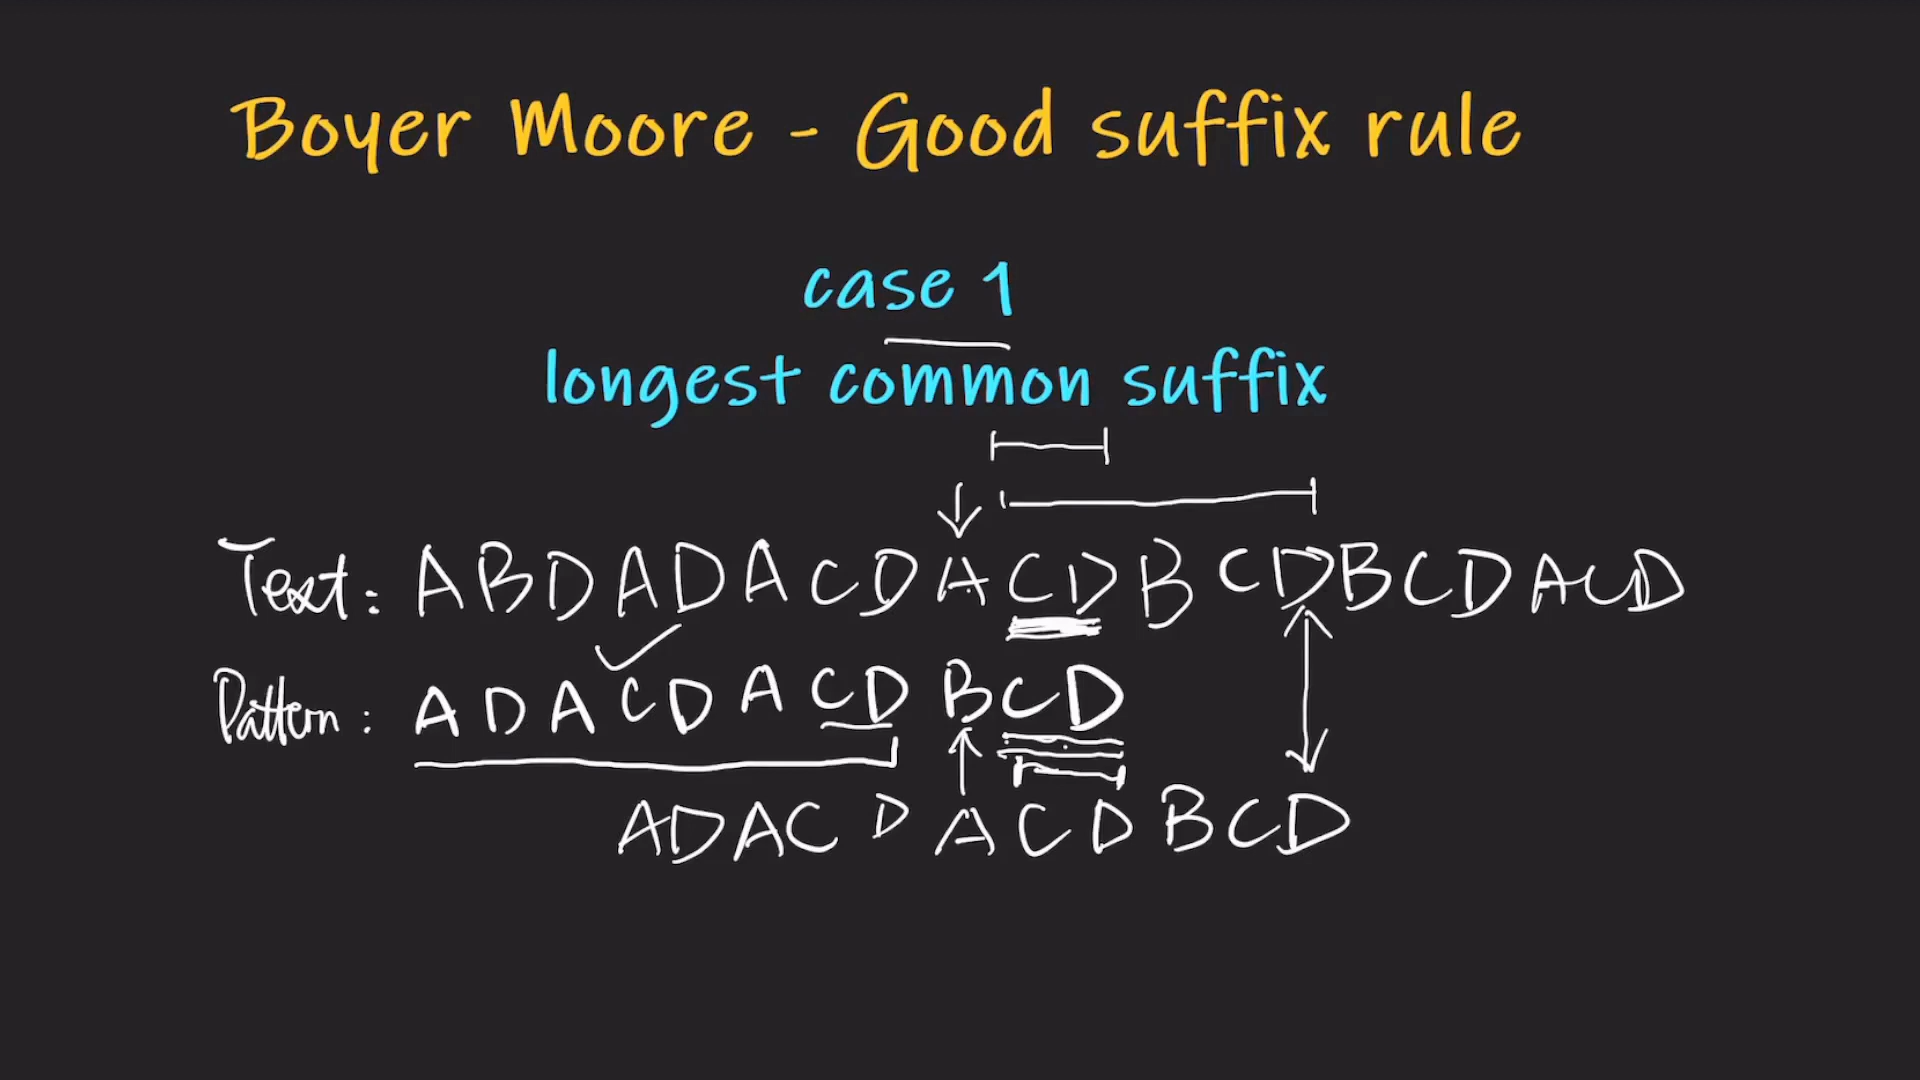 Boyer Moore - Good suffix rule
case 1
longest common suffix
Text: ABDADACDACDBCDBCDACD
Pattern: ADACDACDBCD
ADACDACDBCD